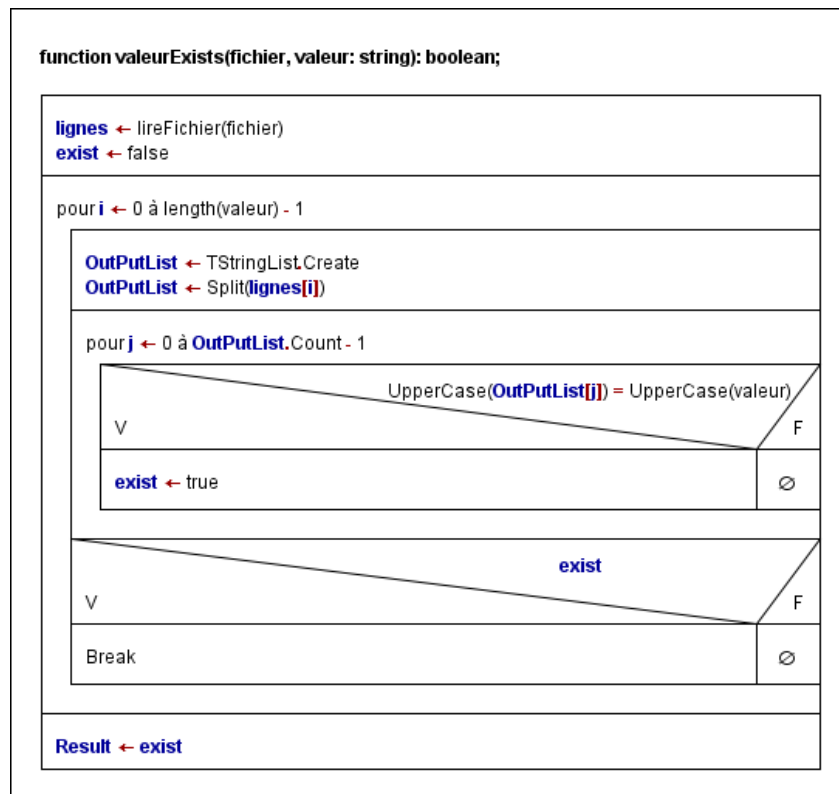 function valeurExists(fichier, valeur: string): boolean;
lignes ← lireFichier(fichier)
exist ← false
pour i ← 0 à length(valeur) - 1
OutPutList ← TStringList.Create
OutPutList ← Split(lignes[i])
pour j ← 0 à OutPutList.Count - 1
UpperCase(OutPutList[j]) = UpperCase(valeur)
V
F
exist ← true
∅
exist
V
F
Break
∅
Result ← exist